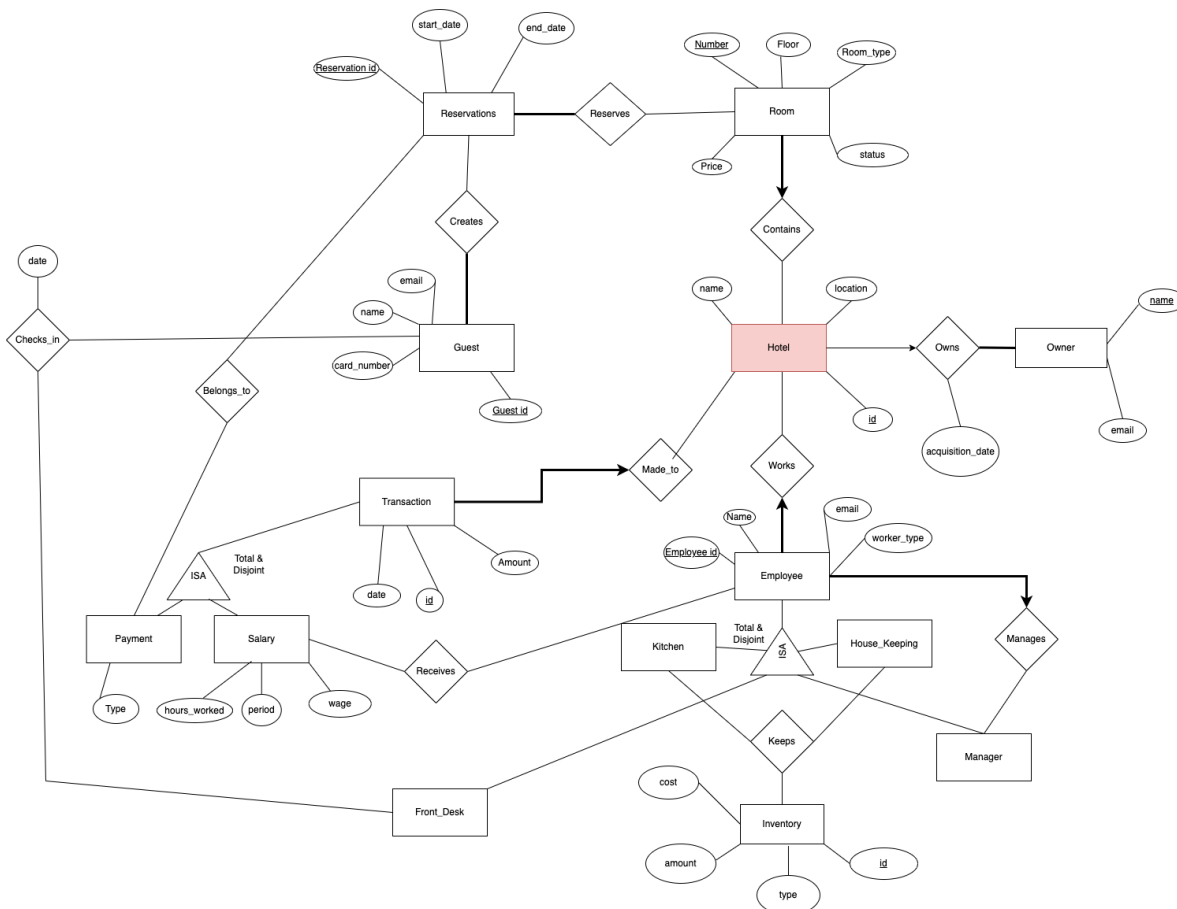 start_date
end_date
Reservation id
Reservations
Reserves
Number
Floor
Room_type
Room
Price
status
Creates
Contains
date
Checks_in
email
name
card_number
Guest
Guest id
name
location
Hotel
id
Owns
Owner
name
email
acquisition_date
Belongs_to
Made_to
Works
Transaction
date
id
Amount
ISA
Total &
Disjoint
Payment
Type
Salary
hours_worked
period
wage
Receives
Employee id
Name
email
worker_type
Employee
Total &
Disjoint
ISA
Kitchen
House_Keeping
Manages
Manager
Keeps
Front_Desk
cost
Inventory
amount
type
id